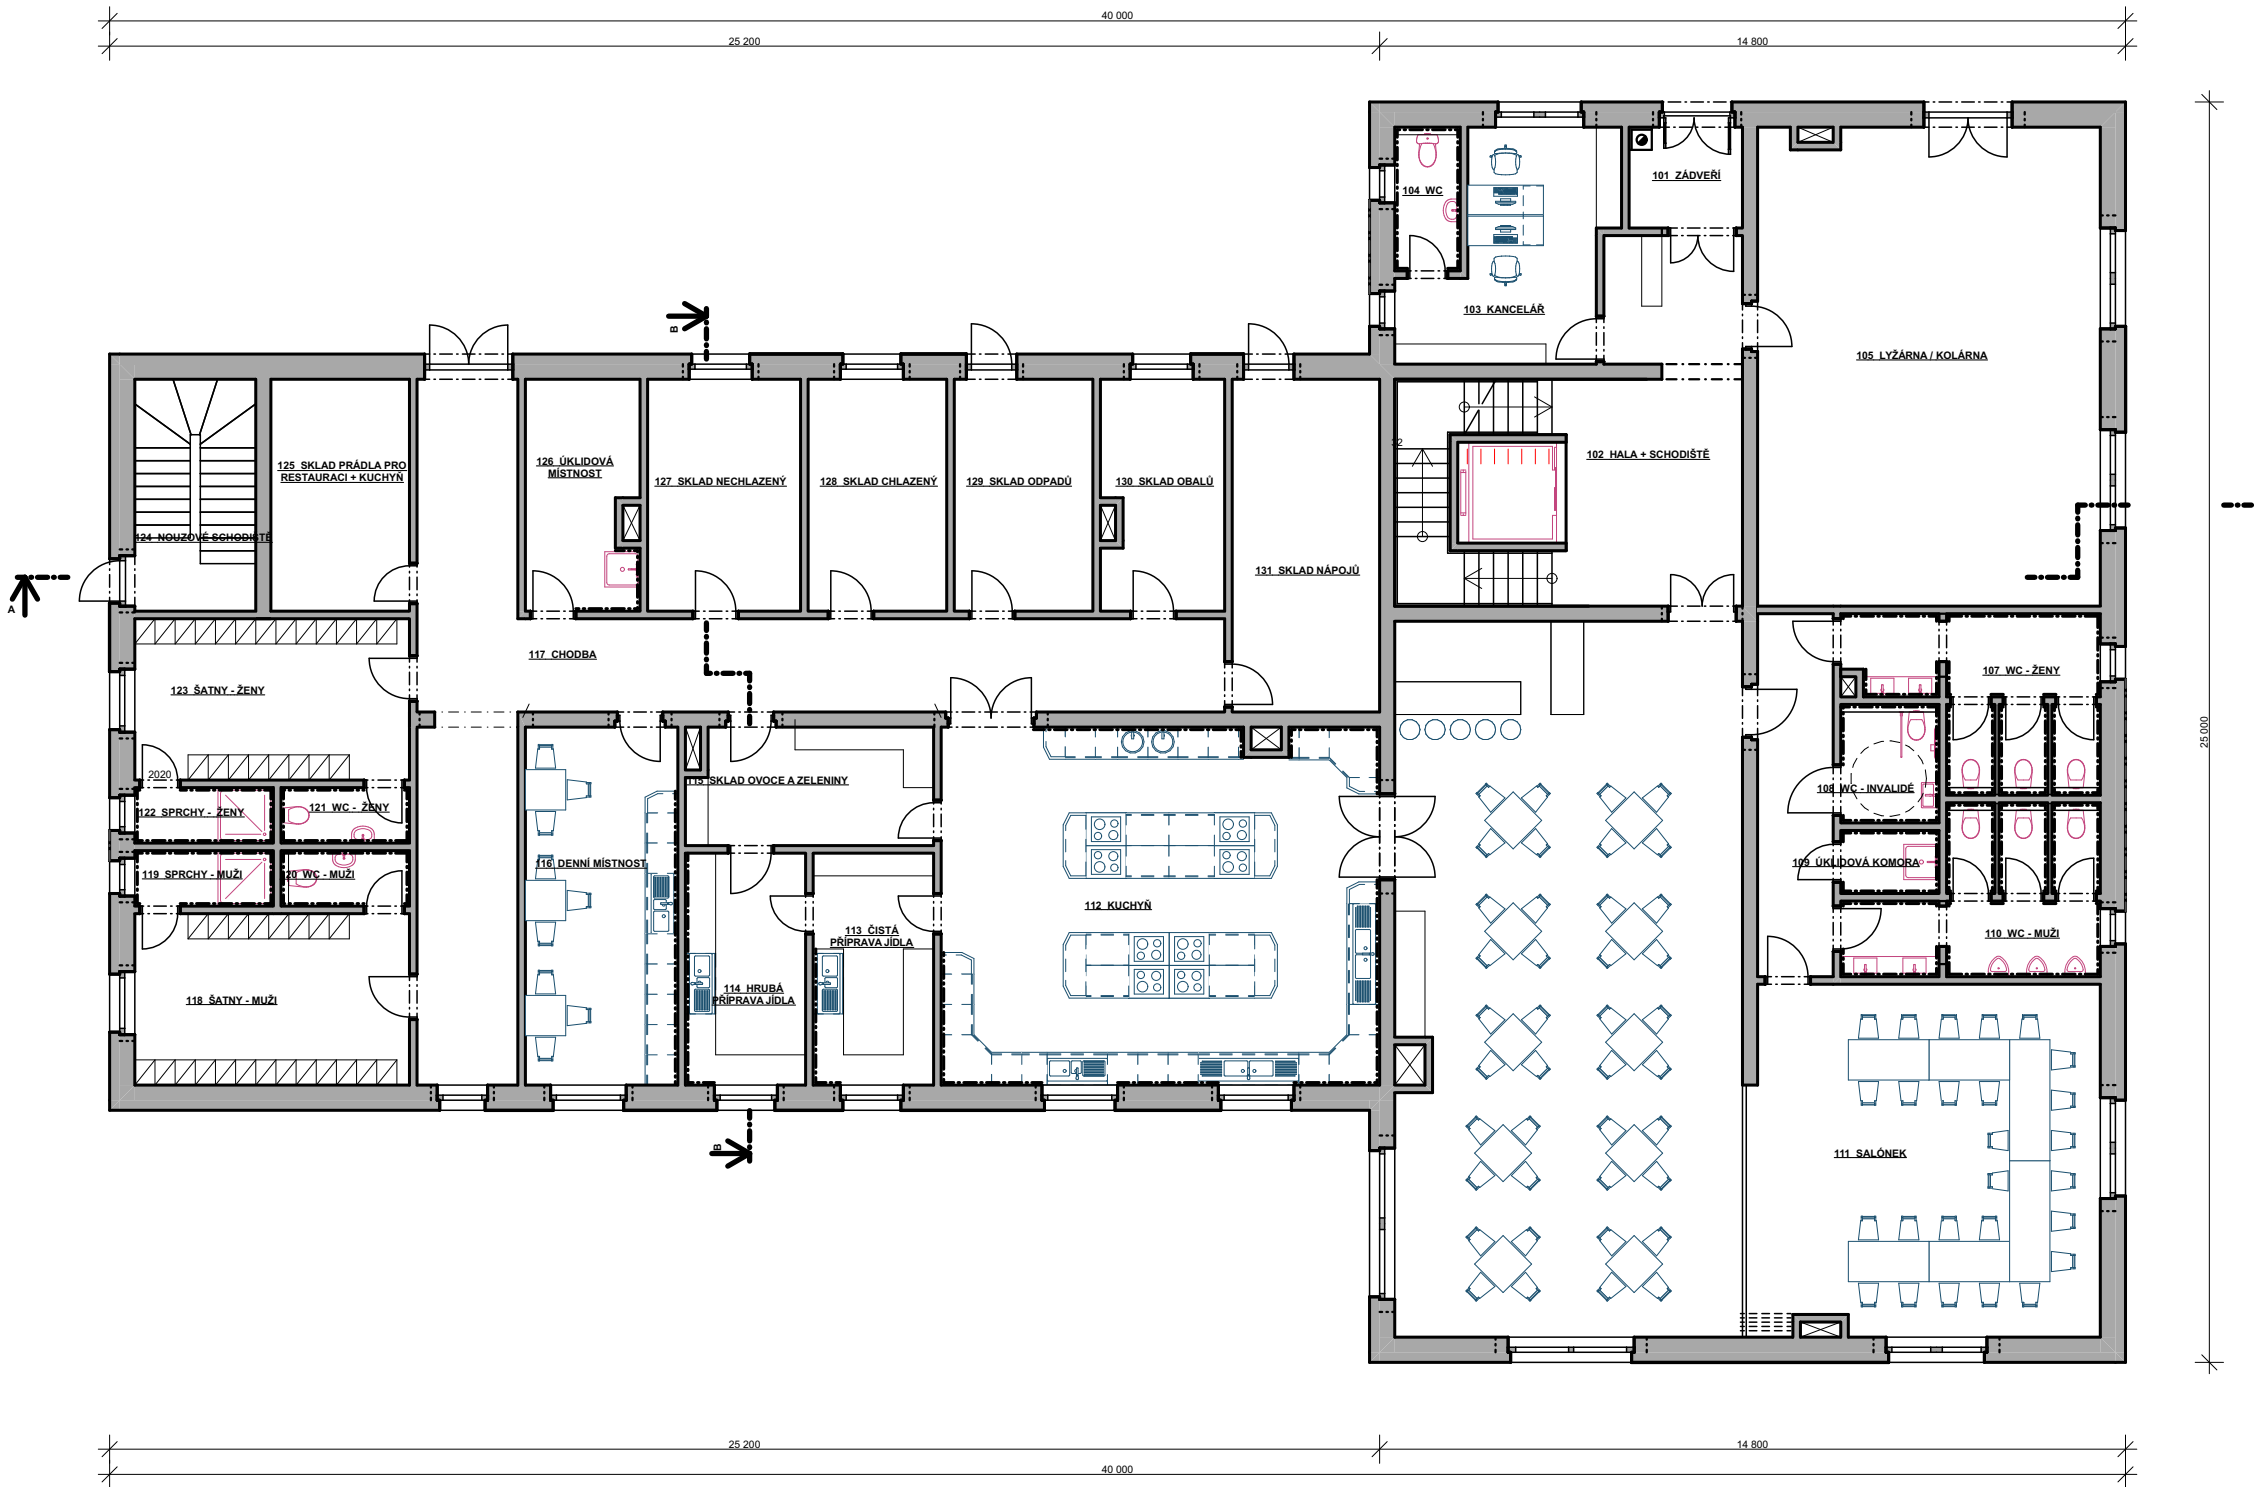 40 000
25 200
14 800
101 ZÁDVEŘÍ
104 WC
103 KANCELÁŘ
B
105 LYŽÁRNA / KOLÁRNA
102 HALA + SCHODIŠTĚ
125 SKLAD PRÁDLA PRO
RESTAURACI + KUCHYŇ
126 ÚKLIDOVÁ
MÍSTNOST
127 SKLAD NECHLAZENÝ
128 SKLAD CHLAZENÝ
129 SKLAD ODPADŮ
130 SKLAD OBALŮ
124 NOUZOVÉ SCHODIŠTĚ
131 SKLAD NÁPOJŮ
A
117 CHODBA
107 WC - ŽENY
123 ŠATNY - ŽENY
25 000
2020
115 SKLAD OVOCE A ZELENINY
108 WC - INVALIDÉ
122 SPRCHY - ŽENY
121 WC - ŽENY
116 DENNÍ MÍSTNOST
109 ÚKLIDOVÁ KOMORA
119 SPRCHY - MUŽI
20 WC - MUŽI
112 KUCHYŇ
113 ČISTÁ
PŘÍPRAVA JÍDLA
110 WC - MUŽI
114 HRUBÁ
PŘÍPRAVA JÍDLA
118 ŠATNY - MUŽI
B
111 SALÓNEK
25 200
14 800
40 000